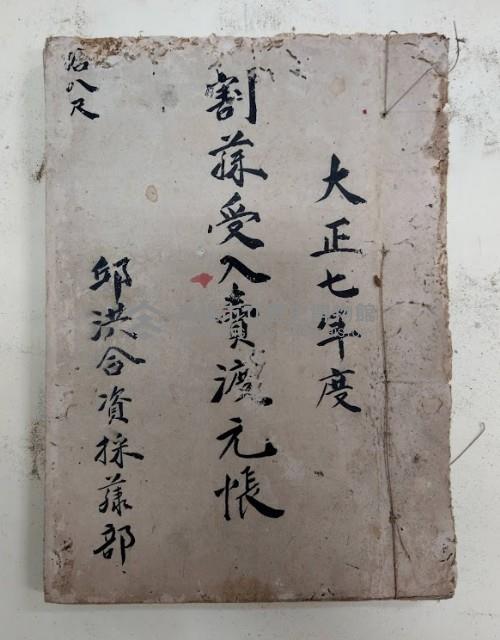 大正七年度
割藤受入賣渡元帳
邱洪合資採藤部